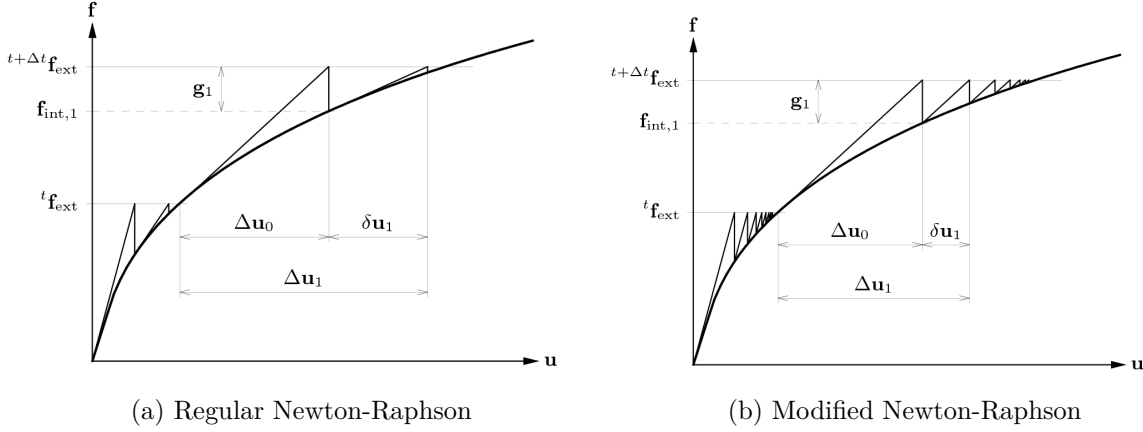 f
t+Δt f_ext
g_1
f_int,1
t f_ext
Δu_0 δu_1
Δu_1
u
(a) Regular Newton-Raphson
f
t+Δt f_ext
g_1
f_int,1
t f_ext
Δu_0 δu_1
Δu_1
u
(b) Modified Newton-Raphson